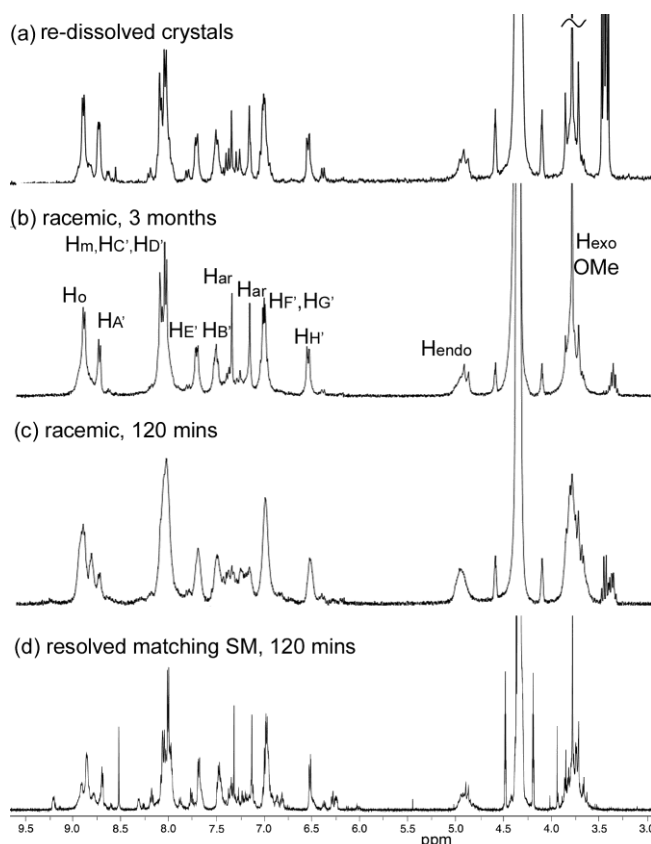 (a) re-dissolved crystals
(b) racemic, 3 months
Hm,HC',HD'
Ho
HA'
HE'
HB'
Har
Har
HF',HG'
HH'
Hendo
Hexo
OMe
(c) racemic, 120 mins
(d) resolved matching SM, 120 mins
9.5 9.0 8.5 8.0 7.5 7.0 6.5 6.0 5.5 5.0 4.5 4.0 3.5 3.0
ppm